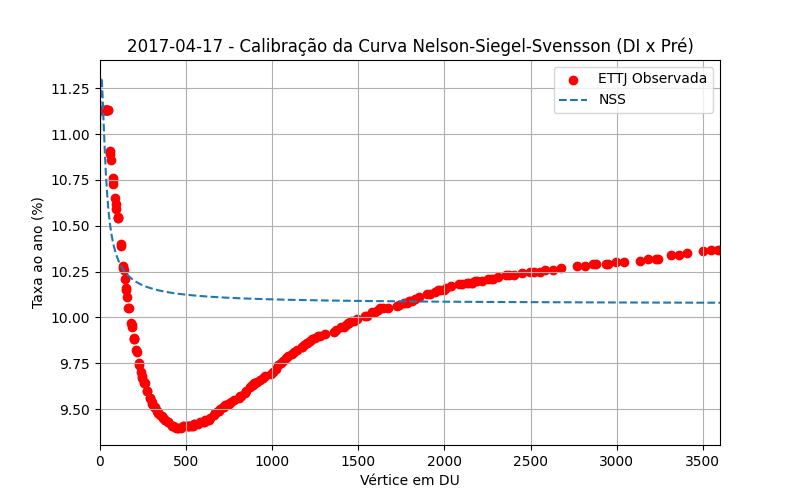 2017-04-17 - Calibração da Curva Nelson-Siegel-Svensson (DI x Pré)
ETTJ Observada
NSS
Taxa ao ano (%)
11.25
11.00
10.75
10.50
10.25
10.00
9.75
9.50
0 500 1000 1500 2000 2500 3000 3500
Vértice em DU